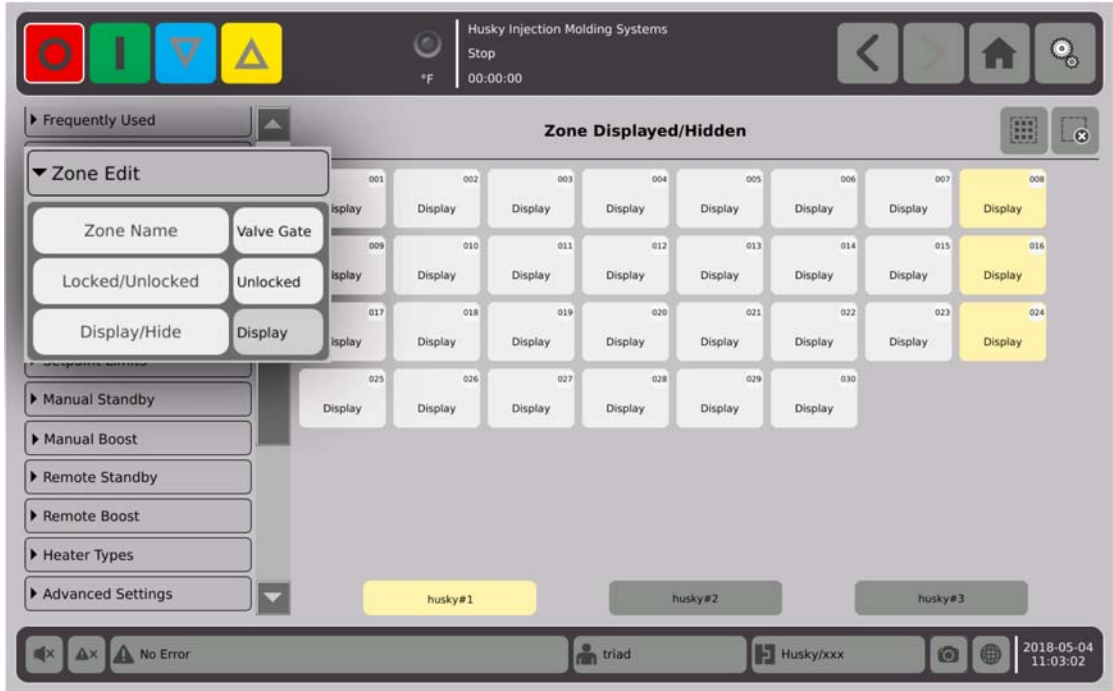 Husky Injection Molding Systems
Stop
°F 00:00:00
Frequently Used
Zone Displayed/Hidden
Zone Edit
Zone Name Valve Gate
Locked/Unlocked Unlocked
Display/Hide Display
001 002 003 004 005 006 007 008
isplay Display Display Display Display Display Display Display
009 010 011 012 013 014 015 016
isplay Display Display Display Display Display Display Display
017 018 019 020 021 022 023 024
isplay Display Display Display Display Display Display Display
025 026 027 028 029 030
Display Display Display Display Display Display
Setpoint Limits
Manual Standby
Manual Boost
Remote Standby
Remote Boost
Heater Types
Advanced Settings
husky#1 husky#2 husky#3
No Error triad Husky/xxx 2018-05-04
11:03:02